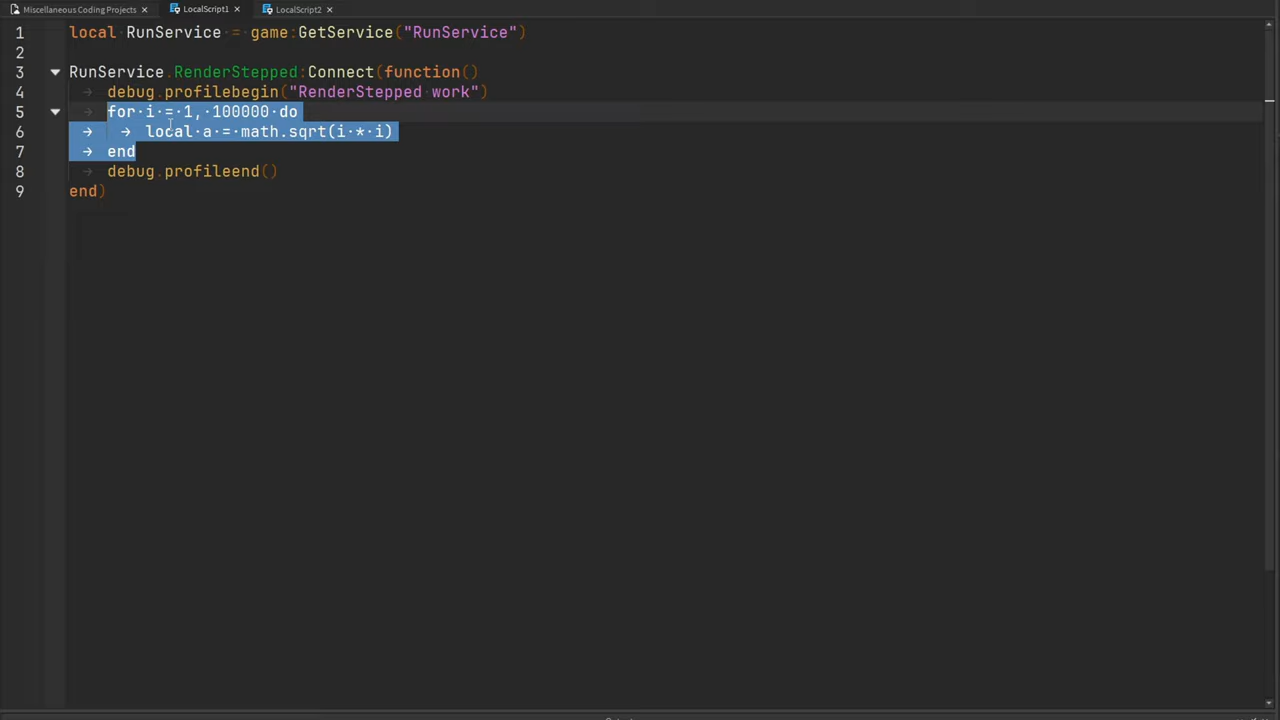 Miscellaneous Coding Projects × LocalScript1 × LocalScript2 ×
1 local RunService = game:GetService("RunService")
2
3 RunService.RenderStepped:Connect(function()
4 debug.profilebegin("RenderStepped work")
5 for i = 1, 100000 do
6 local a = math.sqrt(i * i)
7 end
8 debug.profileend()
9 end)